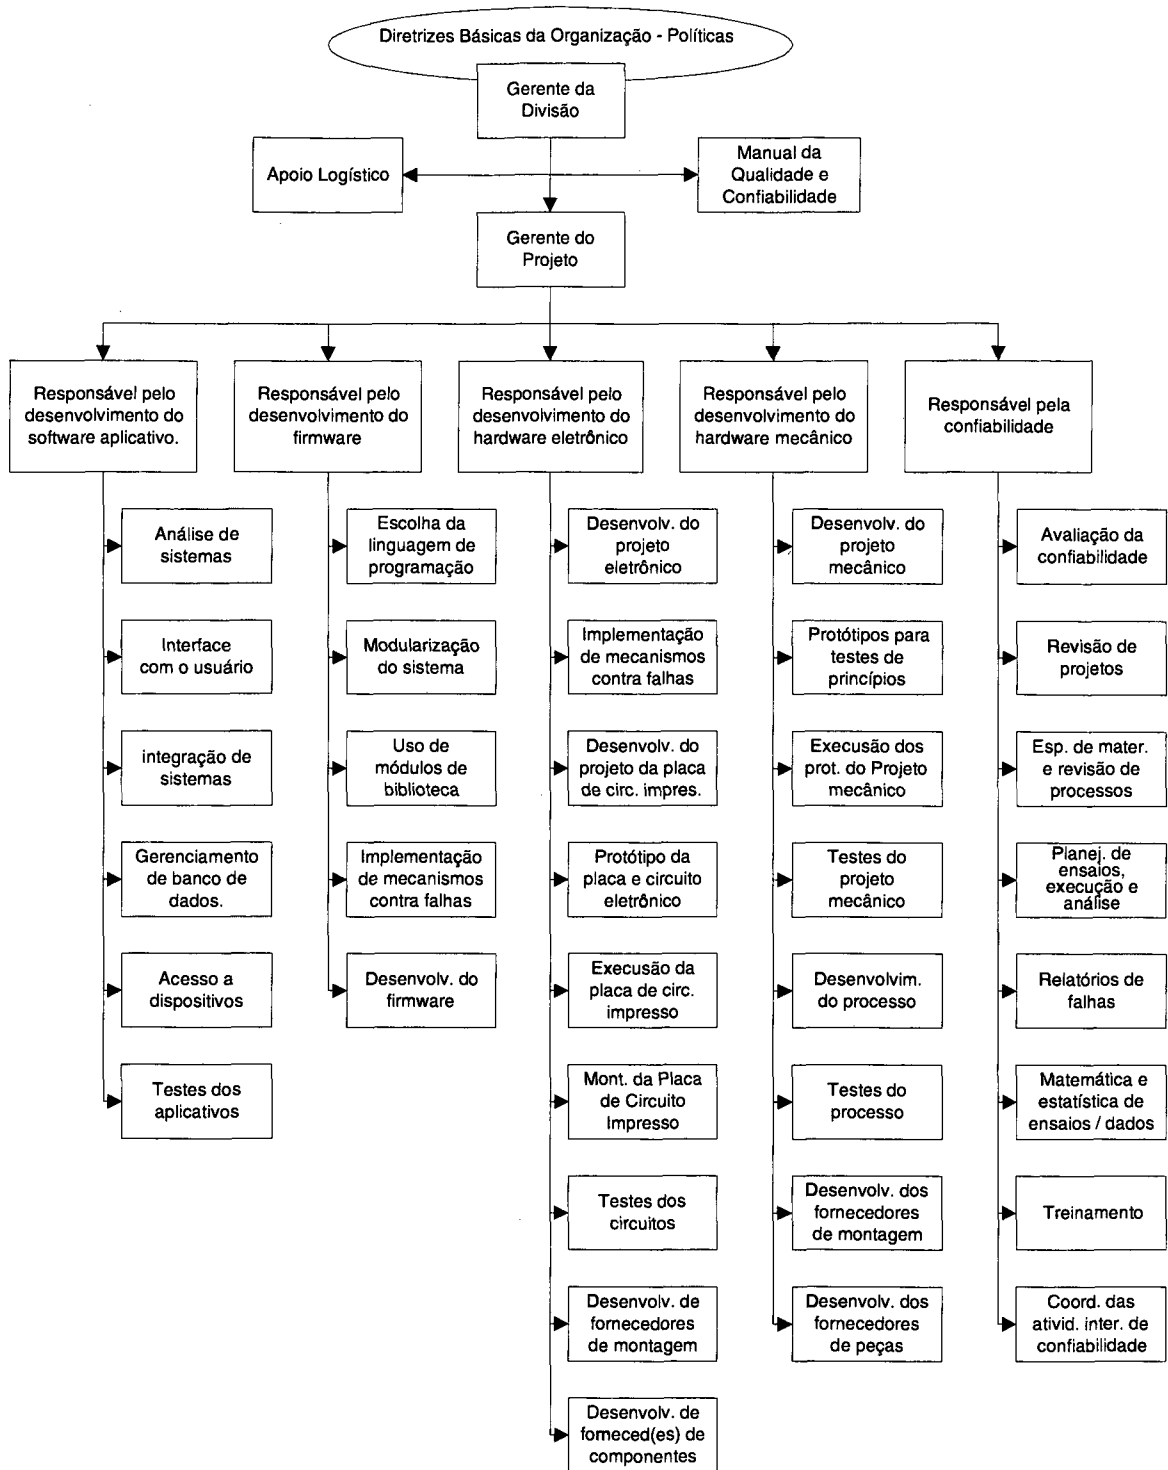 Diretrizes Básicas da Organização - Políticas
Gerente da
Divisão
Apoio Logístico
Manual da
Qualidade e
Confiabilidade
Gerente do
Projeto
Responsável pelo
desenvolvimento do
software aplicativo.
Responsável pelo
desenvolvimento do
firmware
Responsável pelo
desenvolvimento do
hardware eletrônico
Responsável pelo
desenvolvimento do
hardware mecânico
Responsável pela
confiabilidade
Análise de
sistemas
Interface
com o usuário
integração de
sistemas
Gerenciamento
de banco de
dados.
Acesso a
dispositivos
Testes dos
aplicativos
Escolha da
linguagem de
programação
Modularização
do sistema
Uso de
módulos de
biblioteca
Implementação
de mecanismos
contra falhas
Desenvolv. do
firmware
Desenvolv. do
projeto
eletrônico
Implementação
de mecanismos
contra falhas
Desenvolv. do
projeto da placa
de circ. impres.
Protótipo da
placa e circuito
eletrônico
Execusão da
placa de circ.
impresso
Mont. da Placa
de Circuito
Impresso
Testes dos
circuitos
Desenvolv. de
fornecedores
de montagem
Desenvolv. de
forneced(es) de
componentes
Desenvolv. do
projeto
mecânico
Protótipos para
testes de
princípios
Execusão dos
prot. do Projeto
mecânico
Testes do
projeto
mecânico
Desenvolvim.
do processo
Testes do
processo
Desenvolv. dos
fornecedores
de montagem
Desenvolv. dos
fornecedores
de peças
Avaliação da
confiabilidade
Revisão de
projetos
Esp. de mater.
e revisão de
processos
Planej. de
ensaios,
execução e
análise
Relatórios de
falhas
Matemática e
estatística de
ensaios / dados
Treinamento
Coord. das
ativid. inter. de
confiabilidade